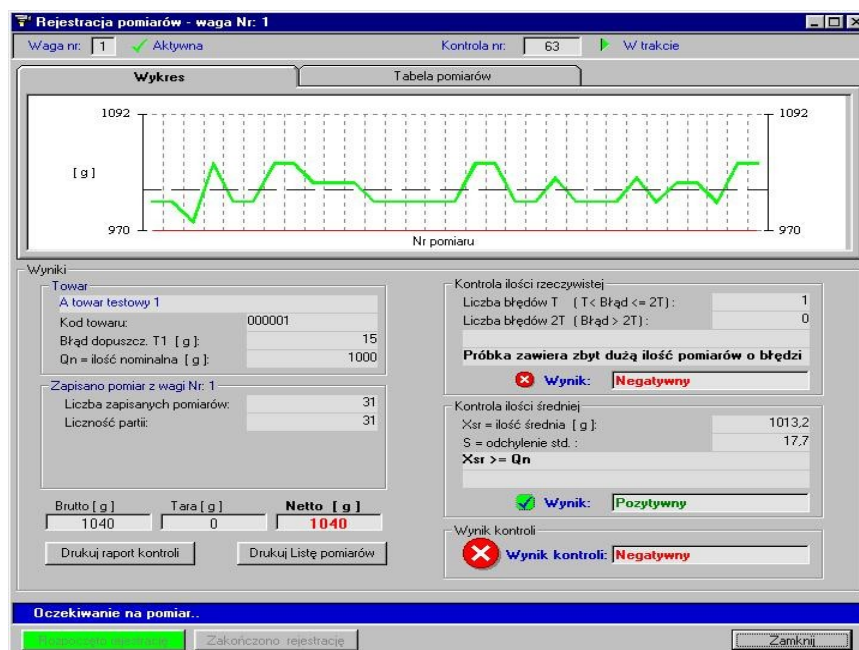 Rejestracja pomiarów - waga Nr: 1
Waga nr: 1 Aktywna Kontrola nr: 63 W trakcie
Wykres Tabela pomiarów
1092 1092
[ g ]
970 970
Nr pomiaru
Wyniki
Towar
A towar testowy 1
Kod towaru: 000001
Błąd dopuszcz. T1 [ g ]: 15
Qn = ilość nominalna [ g ]: 1000
Zapisano pomiar z wagi Nr: 1
Liczba zapisanych pomiarów: 31
Liczność partii: 31
Brutto [ g ] Tara [ g ] Netto [ g ]
1040 0 1040
Drukuj raport kontroli Drukuj Listę pomiarów
Kontrola ilości rzeczywistej
Liczba błędów T ( T< Błąd <= 2T) : 1
Liczba błędów 2T ( Błąd > 2T) : 0
Próbka zawiera zbyt dużą ilość pomiarów o błędzi
Wynik: Negatywny
Kontrola ilości średniej
Xsr = ilość średnia [ g ]: 1013,2
S = odchylenie std. : 17,7
Xsr >= Qn
Wynik: Pozytywny
Wynik kontroli
Wynik kontroli: Negatywny
Oczekiwanie na pomiar..
Rozpoczęto rejestrację Zakończono rejestrację Zamknij